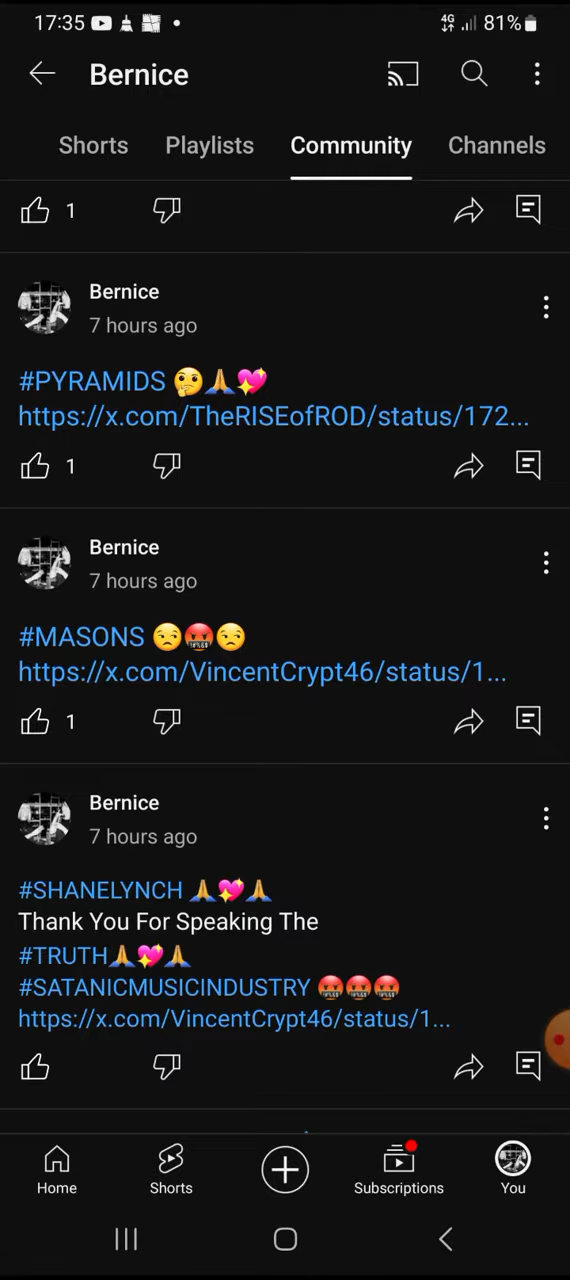 17:35 81%
4G
Bernice
Shorts Playlists Community Channels
1
Bernice
7 hours ago
#PYRAMIDS 🤔🙏💖
https://x.com/TheRISEofROD/status/172...
1
Bernice
7 hours ago
#MASONS 😒🤬😒
https://x.com/VincentCrypt46/status/1...
1
Bernice
7 hours ago
#SHANELYNCH 🙏💖🙏
Thank You For Speaking The
#TRUTH🙏💖🙏
#SATANICMUSICINDUSTRY 🤬🤬🤬
https://x.com/VincentCrypt46/status/1...
Home Shorts Subscriptions You